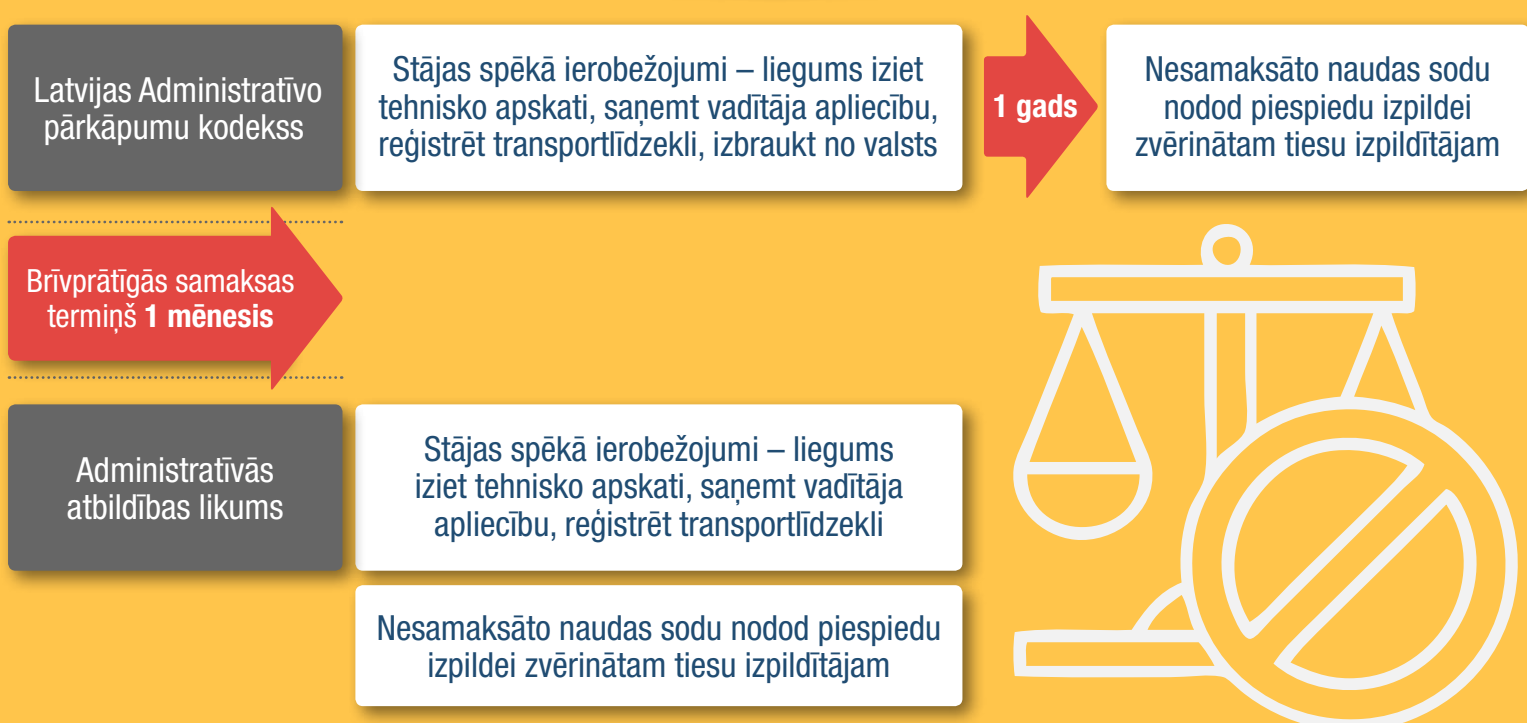 Latvijas Administratīvo
pārkāpumu kodekss
Stājas spēkā ierobežojumi – liegums iziet
tehnisko apskati, saņemt vadītāja apliecību,
reģistrēt transportlīdzekli, izbraukt no valsts
1 gads
Nesamaksāto naudas sodu
nodod piespiedu izpildei
zvērinātam tiesu izpildītājam
Brīvprātīgās samaksas
termiņš 1 mēnesis
Administratīvās
atbildības likums
Stājas spēkā ierobežojumi – liegums
iziet tehnisko apskati, saņemt vadītāja
apliecību, reģistrēt transportlīdzekli
Nesamaksāto naudas sodu nodod piespiedu
izpildei zvērinātam tiesu izpildītājam